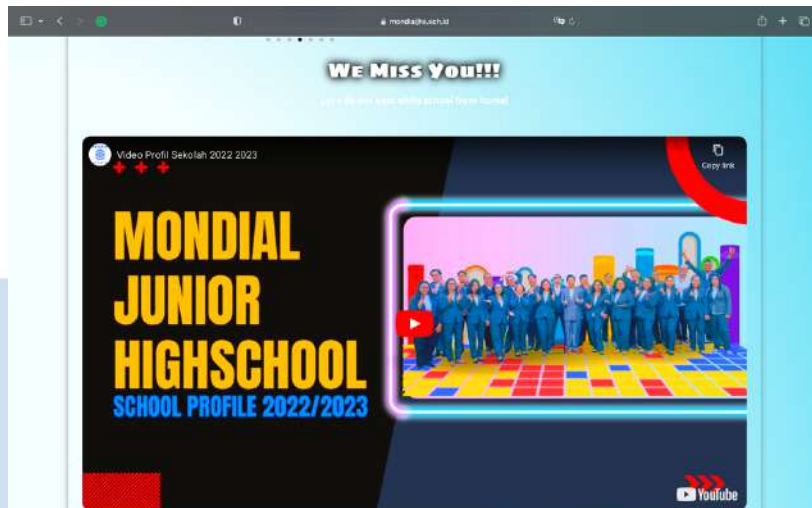 We Miss You!!!
Video Profil Sekolah 2022 2023
Copy link
MONDIAL
JUNIOR
HIGHSCHOOL
SCHOOL PROFILE 2022/2023
YouTube